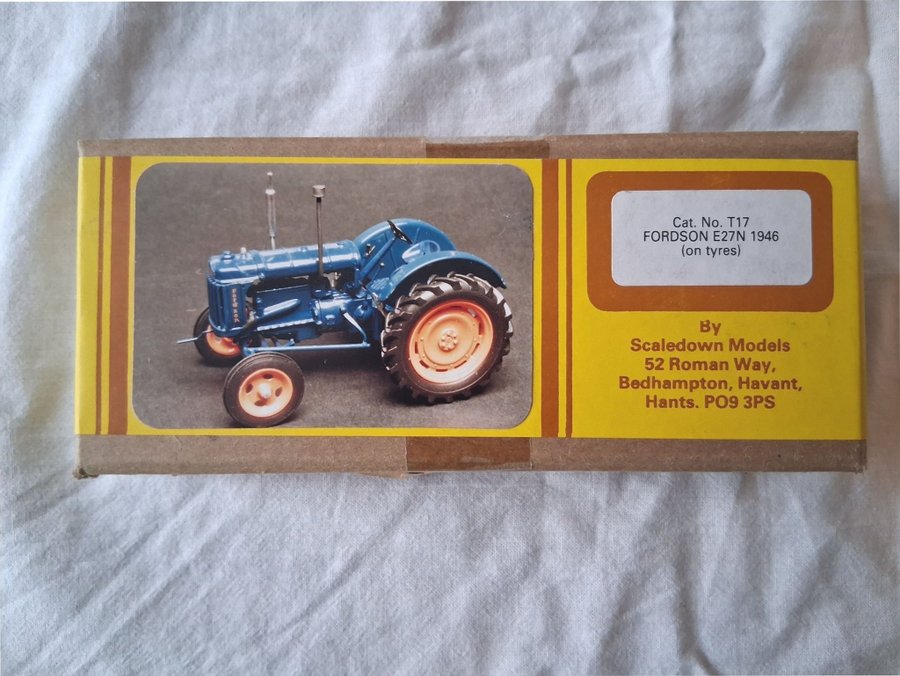 FORDSON
Cat. No. T17
FORDSON E27N 1946
(on tyres)
By
Scaledown Models
52 Roman Way,
Bedhampton, Havant,
Hants. PO9 3PS